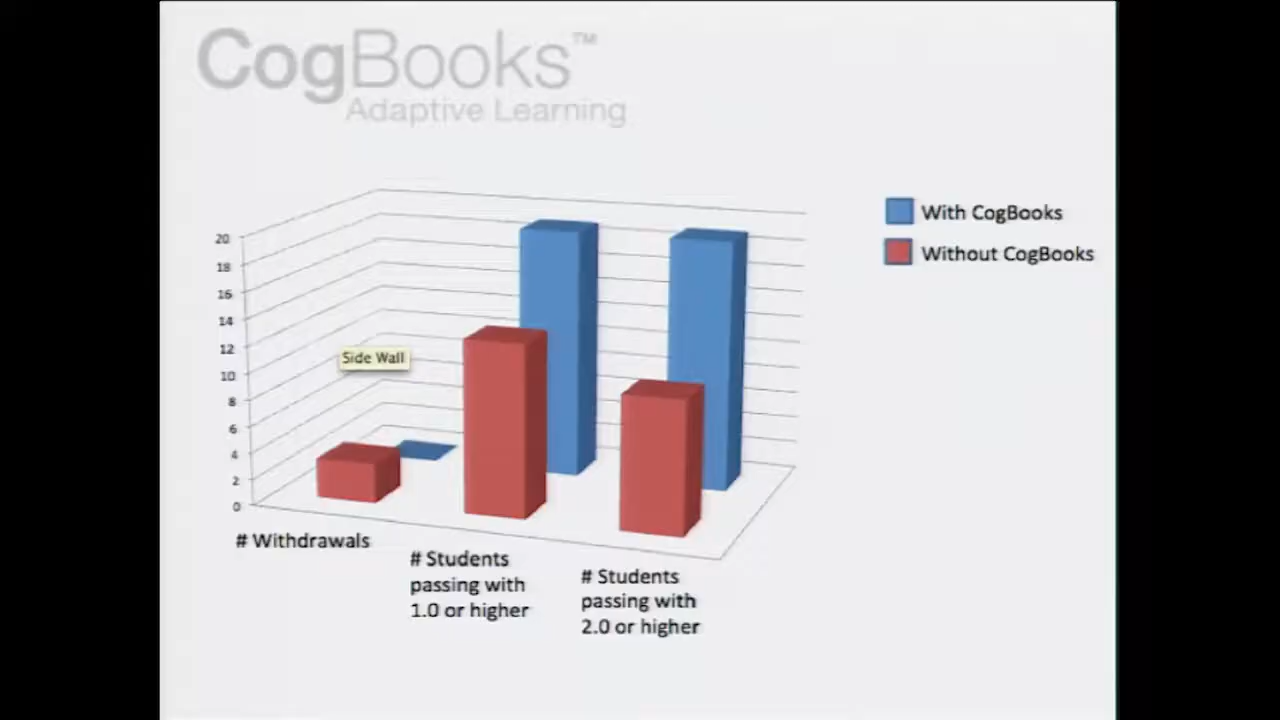 CogBooks™
Adaptive Learning
With CogBooks
Without CogBooks
20
18
16
14
12
10
8
6
4
2
0
Side Wall
# Withdrawals
# Students
passing with
1.0 or higher
# Students
passing with
2.0 or higher